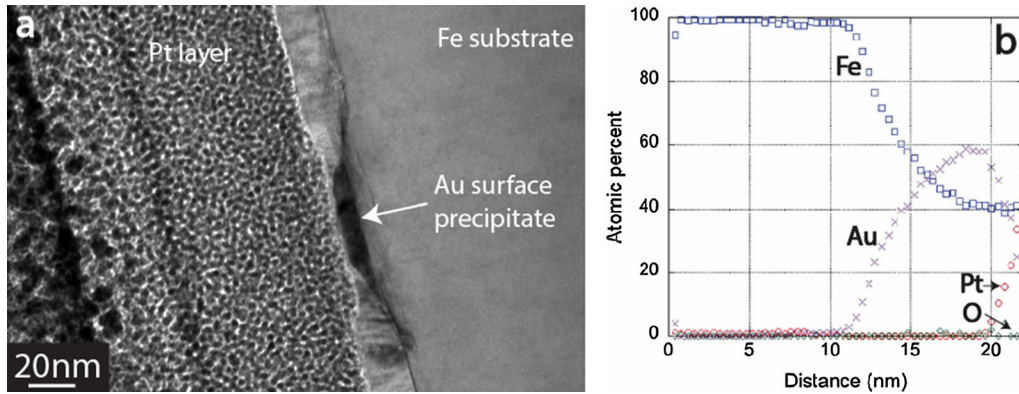 a
Pt layer
Fe substrate
Au surface
precipitate
20nm
b
100
80
60
40
20
0
Atomic percent
Fe
Au
Pt
O
0
5
10
15
20
Distance (nm)